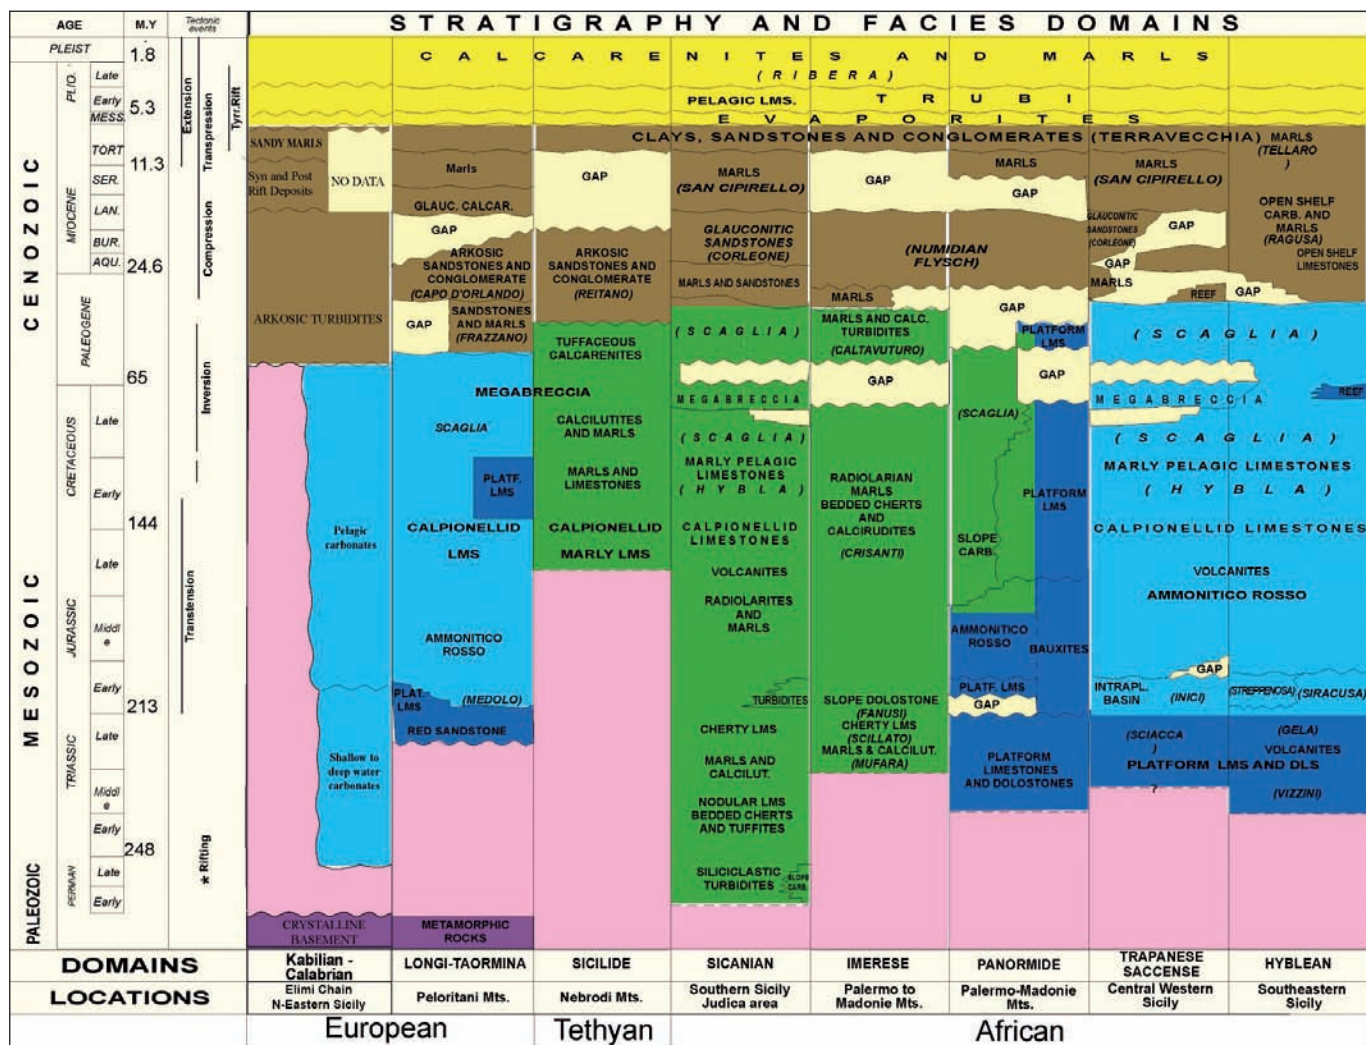 STRATIGRAPHY AND FACIES DOMAINS
AGE
M.Y
Tectonic
events
PLEIST
1.8
CENOZOIC
PLIO.
Late
Early
5.3
MESS.
MIOCENE
TORT
11.3
SER.
LAN.
BUR.
AQU.
24.6
PALEOGENE
65
MESOZOIC
CRETACEOUS
Late
Early
144
JURASSIC
Late
Middl
e
Early
213
TRIASSIC
Late
Middl
e
Early
248
PALEOZOIC
PERMIAN
Late
Early
Extension
Transpression
Tyrr.Rift
Compression
Inversion
Transtension
* Rifting
CALCARENITES AND MARLS
(RIBERA)
PELAGIC LMS.
TRUBI
EVAPORITES
CLAYS, SANDSTONES AND CONGLOMERATES (TERRAVECCHIA)
SANDY MARLS
Syn and Post
Rift Deposits
NO DATA
ARKOSIC TURBIDITES
Pelagic
carbonates
Shallow to
deep water
carbonates
CRYSTALLINE
BASEMENT
Marls
GLAUC. CALCAR.
GAP
ARKOSIC
SANDSTONES AND
CONGLOMERATE
(CAPO D'ORLANDO)
GAP
SANDSTONES
AND MARLS
(FRAZZANO)
MEGABRECCIA
SCAGLIA
PLATF.
LMS
CALPIONELLID
LMS
AMMONITICO
ROSSO
PLAT.
LMS
(MEDOLO)
RED SANDSTONE
METAMORPHIC
ROCKS
GAP
ARKOSIC
SANDSTONES AND
CONGLOMERATE
(REITANO)
TUFFACEOUS
CALCARENITES
CALCILUTITES
AND MARLS
MARLS AND
LIMESTONES
CALPIONELLID
MARLY LMS
MARLS
(SAN CIPIRELLO)
GLAUCONITIC
SANDSTONES
(CORLEONE)
MARLS AND SANDSTONES
(SCAGLIA)
MEGABRECCIA
(SCAGLIA)
MARLY PELAGIC
LIMESTONES
(HYBLA)
CALPIONELLID
LIMESTONES
VOLCANITES
RADIOLARITES
AND
MARLS
TURBIDITES
CHERTY LMS
MARLS AND
CALCILUT.
NODULAR LMS
BEDDED CHERTS
AND TUFFITES
SILICICLASTIC
TURBIDITES
SLOPE
CARB.
GAP
(NUMIDIAN
FLYSCH)
MARLS
MARLS AND CALC.
TURBIDITES
(CALTAVUTURO)
GAP
RADIOLARIAN
MARLS
BEDDED CHERTS
AND
CALCIRUDITES
(CRISANTI)
SLOPE DOLOSTONE
(FANUSI)
CHERTY LMS
(SCILLATO)
MARLS & CALCILUT.
(MUFARA)
MARLS
GAP
GAP
PLATFORM
LMS
GAP
(SCAGLIA)
PLATFORM
LMS
SLOPE
CARB.
AMMONITICO
ROSSO
BAUXITES
PLATF. LMS
GAP
PLATFORM
LIMESTONES
AND DOLOSTONES
MARLS
(SAN CIPIRELLO)
GLAUCONITIC
SANDSTONES
(CORLEONE)
GAP
GAP
MARLS
REEF
GAP
MARLS
(TELLARO
)
OPEN SHELF
CARB. AND
MARLS
(RAGUSA)
OPEN SHELF
LIMESTONES
(SCAGLIA)
MEGABRECCIA
REEF
(SCAGLIA)
MARLY PELAGIC LIMESTONES
(HYBLA)
CALPIONELLID LIMESTONES
VOLCANITES
AMMONITICO ROSSO
GAP
INTRAPL.
BASIN
(INICI)
(STREPPENOSA)
(SIRACUSA)
(SCIACCA
)
(GELA)
VOLCANITES
PLATFORM LMS AND DLS
?
(VIZZINI)
DOMAINS
Kabilian -
Calabrian
LONGI-TAORMINA
SICILIDE
SICANIAN
IMERESE
PANORMIDE
TRAPANESE
SACCENSE
HYBLEAN
LOCATIONS
Elimi Chain
N-Eastern Sicily
Peloritani Mts.
Nebrodi Mts.
Southern Sicily
Judica area
Palermo to
Madonie Mts.
Palermo-Madonie
Mts.
Central Western
Sicily
Southeastern
Sicily
European
Tethyan
African